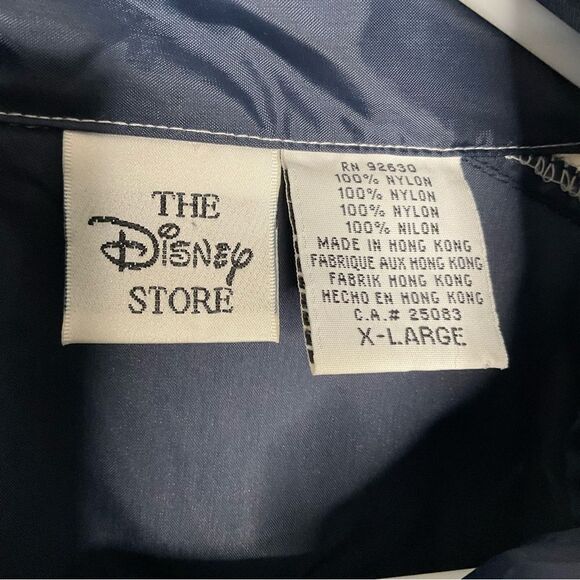 THE
Disney
STORE
RN 92630
100% NYLON
100% NYLON
100% NYLON
100% NILON
MADE IN HONG KONG
FABRIQUE AUX HONG KONG
FABRIK HONG KONG
HECHO EN HONG KONG
C.A.# 25083
X-LARGE